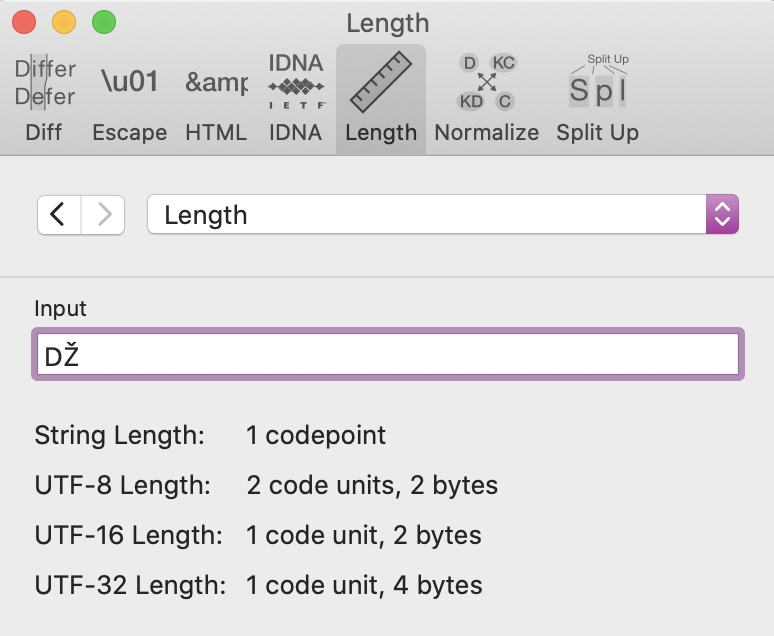 Length
Differ
Defer
\u01
&amp
IDNA
I E T F
D KC
KD C
Split Up
Spl
Diff Escape HTML IDNA Length Normalize Split Up
Length
Input
DŽ
String Length: 1 codepoint
UTF-8 Length: 2 code units, 2 bytes
UTF-16 Length: 1 code unit, 2 bytes
UTF-32 Length: 1 code unit, 4 bytes